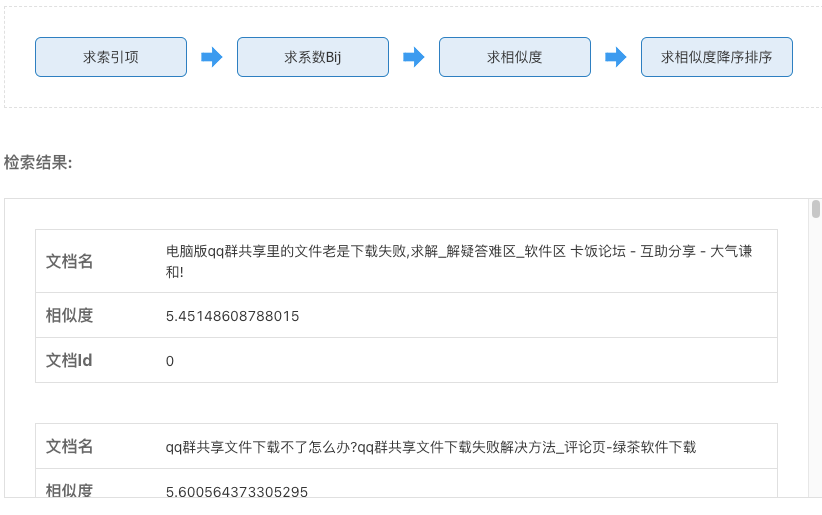 求索引项
求系数Bij
求相似度
求相似度降序排序
检索结果:
文档名
电脑版qq群共享里的文件老是下载失败,求解_解疑答难区_软件区 卡饭论坛 - 互助分享 - 大气谦
和!
相似度
5.45148608788015
文档Id
0
文档名
qq群共享文件下载不了怎么办?qq群共享文件下载失败解决方法_评论页-绿茶软件下载
相似度
5.600564373305295